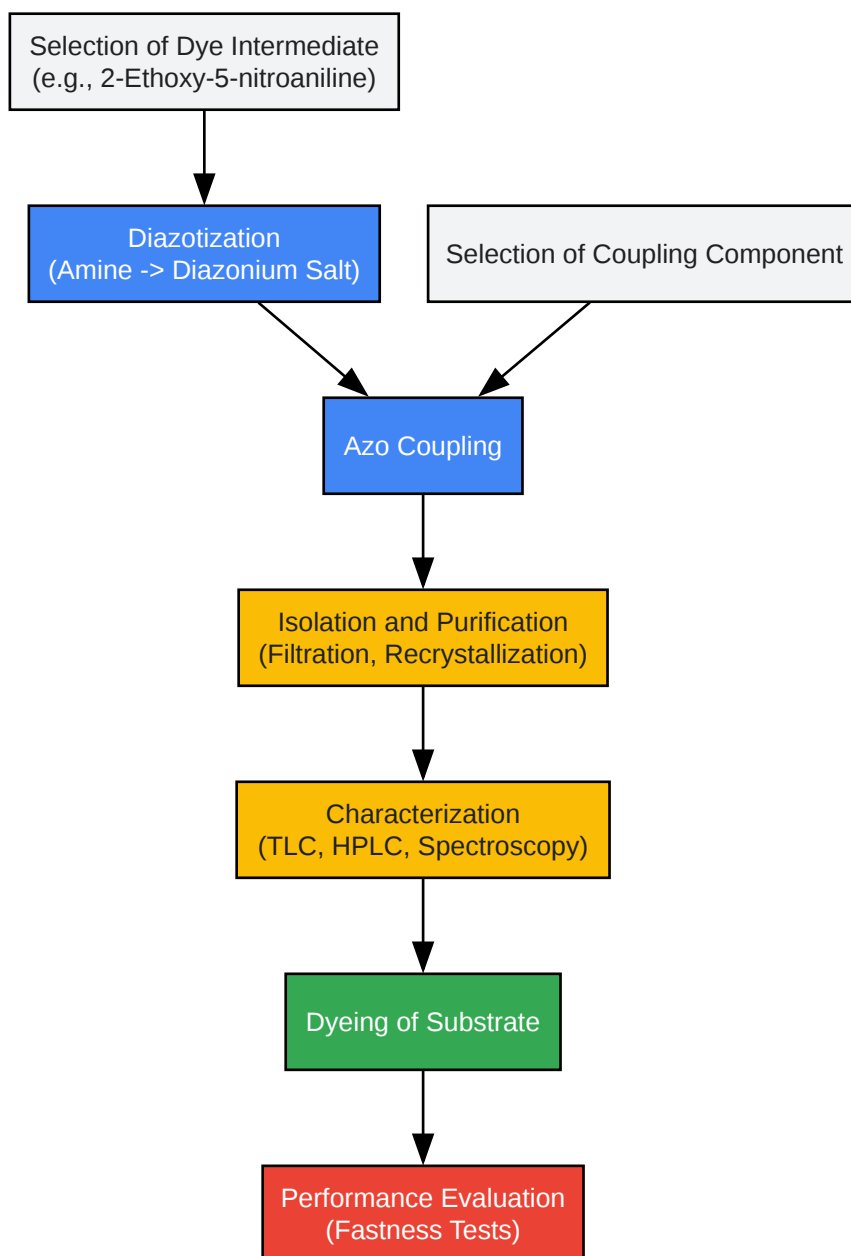 Selection of Dye Intermediate
(e.g., 2-Ethoxy-5-nitroaniline)
Diazotization
(Amine -> Diazonium Salt)
Selection of Coupling Component
Azo Coupling
Isolation and Purification
(Filtration, Recrystallization)
Characterization
(TLC, HPLC, Spectroscopy)
Dyeing of Substrate
Performance Evaluation
(Fastness Tests)